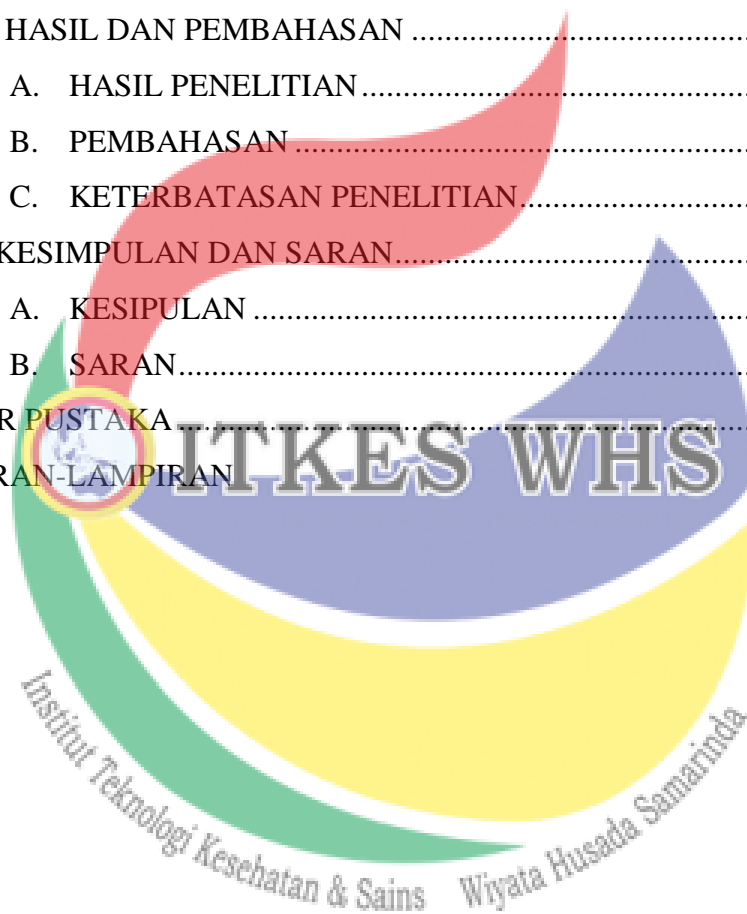 HASIL DAN PEMBAHASAN ........................................
A. HASIL PENELITIAN ..............................................
B. PEMBAHASAN .......................................................
C. KETERBATASAN PENELITIAN ...........................
KESIMPULAN DAN SARAN ...........................................
A. KESIPULAN ............................................................
B. SARAN .....................................................................
R PUSTAKA .....................................................................
RAN-LAMPIRAN
ITKES WHS
Institut Teknologi Kesehatan & Sains Wiyata Husada Samarinda